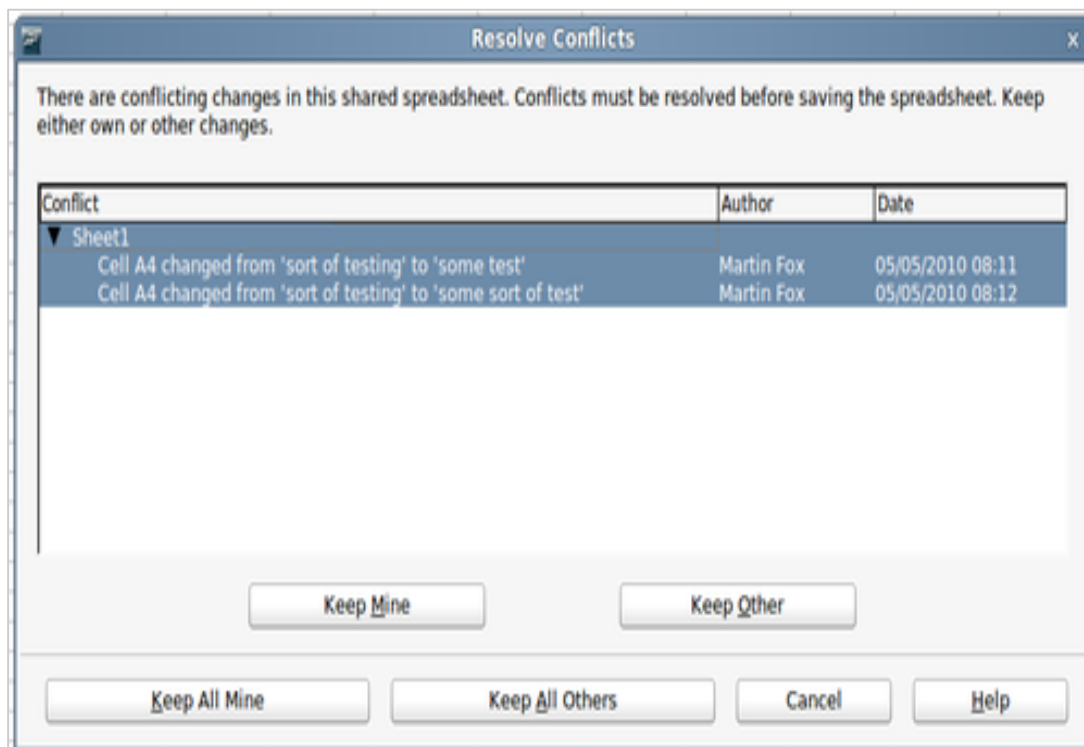 Resolve Conflicts x
There are conflicting changes in this shared spreadsheet. Conflicts must be resolved before saving the spreadsheet. Keep
either own or other changes.
Conflict Author Date
Sheet1
Cell A4 changed from 'sort of testing' to 'some test' Martin Fox 05/05/2010 08:11
Cell A4 changed from 'sort of testing' to 'some sort of test' Martin Fox 05/05/2010 08:12
Keep Mine Keep Other
Keep All Mine Keep All Others Cancel Help